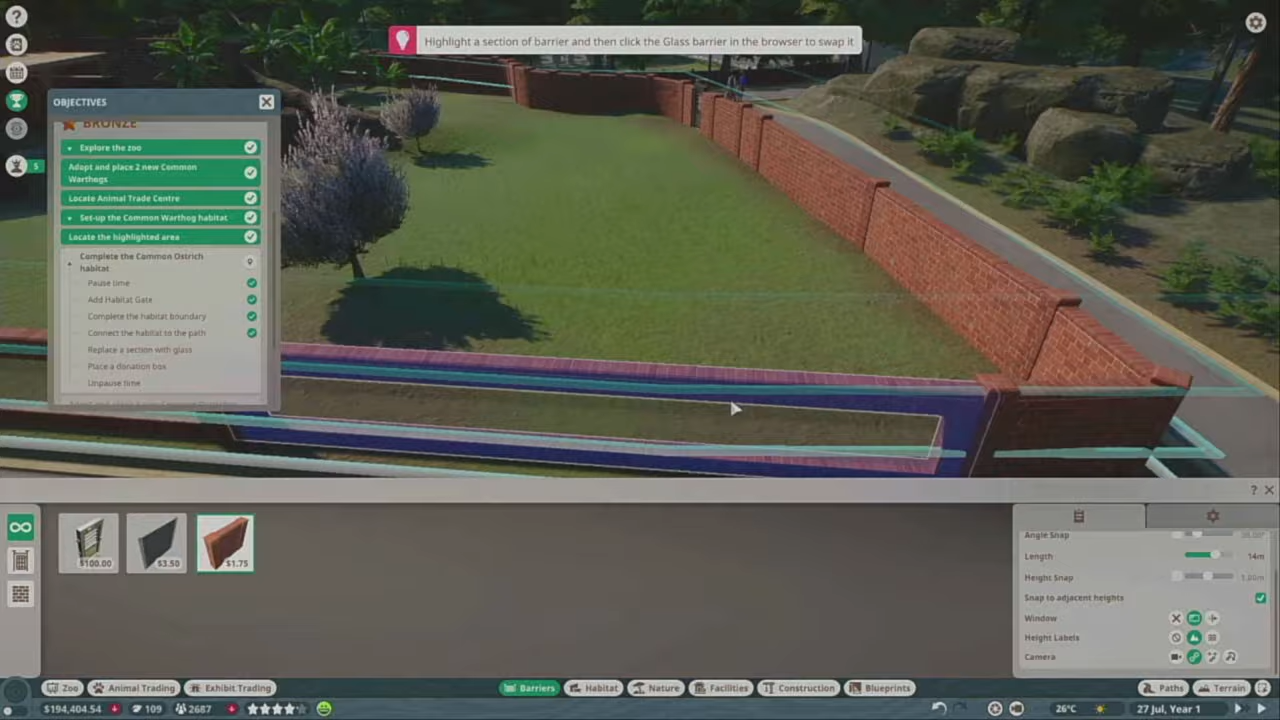 Highlight a section of barrier and then click the Glass barrier in the browser to swap it
OBJECTIVES
BRONZE
Explore the zoo
Adopt and place 2 new Common
Warthogs
Locate Animal Trade Centre
Set-up the Common Warthog habitat
Locate the highlighted area
Complete the Common Ostrich
habitat
Pause time
Add Habitat Gate
Complete the habitat boundary
Connect the habitat to the path
Replace a section with glass
Place a donation box
Unpause time
5
$100.00
$3.50
$1.75
Angle Snap
Length 14m
Height Snap 1.00m
Snap to adjacent heights
Window
Height Labels
Camera
Zoo Animal Trading Exhibit Trading Barriers Habitat Nature Facilities Construction Blueprints Paths Terrain
$194,404.54 109 2687 26°C 27 Jul, Year 1